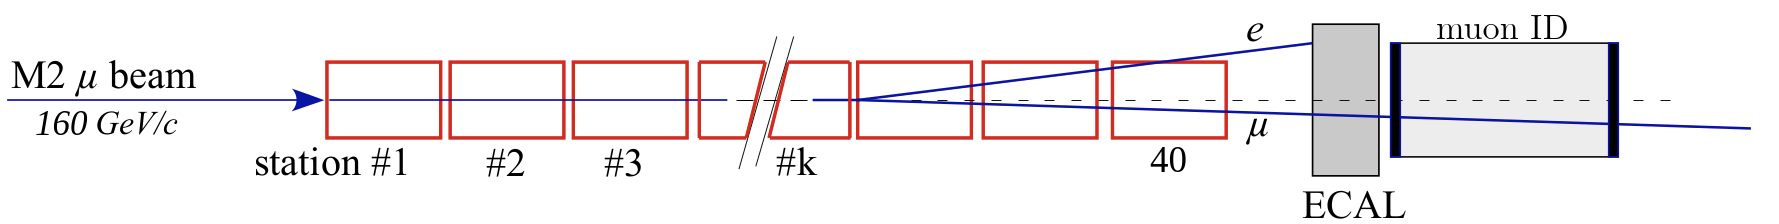 M2 μ beam
160 GeV/c
station #1
#2
#3
#k
40
e
μ
ECAL
muon ID